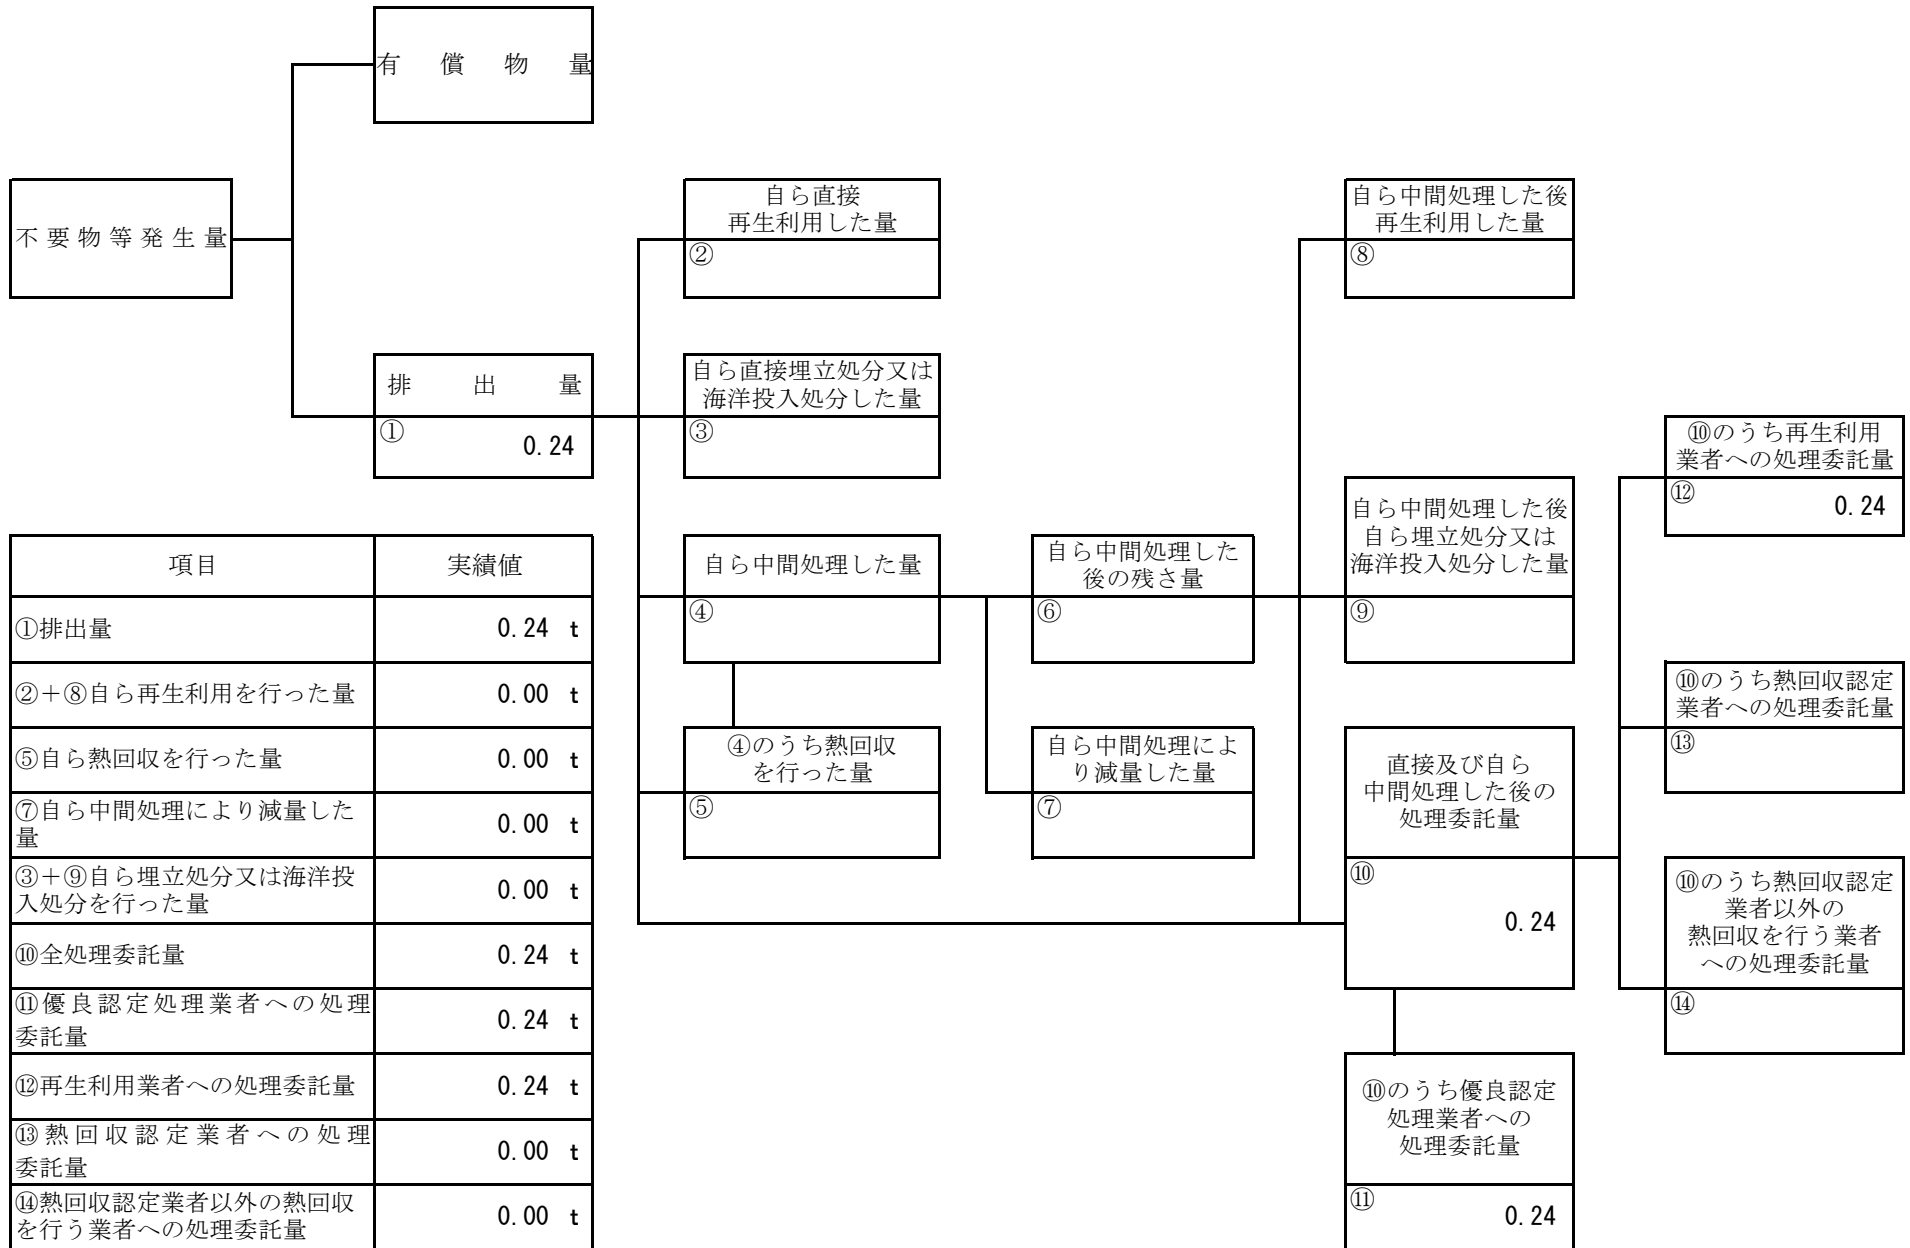 有償物量
不要物等発生量
排出量
①
0.24
自ら直接
再生利用した量
②
自ら直接埋立処分又は
海洋投入処分した量
③
自ら中間処理した量
④
④のうち熱回収
を行った量
⑤
自ら中間処理した
後の残さ量
⑥
自ら中間処理によ
り減量した量
⑦
自ら中間処理した後
再生利用した量
⑧
自ら中間処理した後
自ら埋立処分又は
海洋投入処分した量
⑨
直接及び自ら
中間処理した後の
処理委託量
⑩
0.24
⑩のうち優良認定
処理業者への
処理委託量
⑪
0.24
⑩のうち再生利用
業者への処理委託量
⑫
0.24
⑩のうち熱回収認定
業者への処理委託量
⑬
⑩のうち熱回収認定
業者以外の
熱回収を行う業者
への処理委託量
⑭
項目 実績値
①排出量 0.24 t
②+⑧自ら再生利用を行った量 0.00 t
⑤自ら熱回収を行った量 0.00 t
⑦自ら中間処理により減量した
量 0.00 t
③+⑨自ら埋立処分又は海洋投
入処分を行った量 0.00 t
⑩全処理委託量 0.24 t
⑪優良認定処理業者への処理
委託量 0.24 t
⑫再生利用業者への処理委託量 0.24 t
⑬熱回収認定業者への処理
委託量 0.00 t
⑭熱回収認定業者以外の熱回収
を行う業者への処理委託量 0.00 t